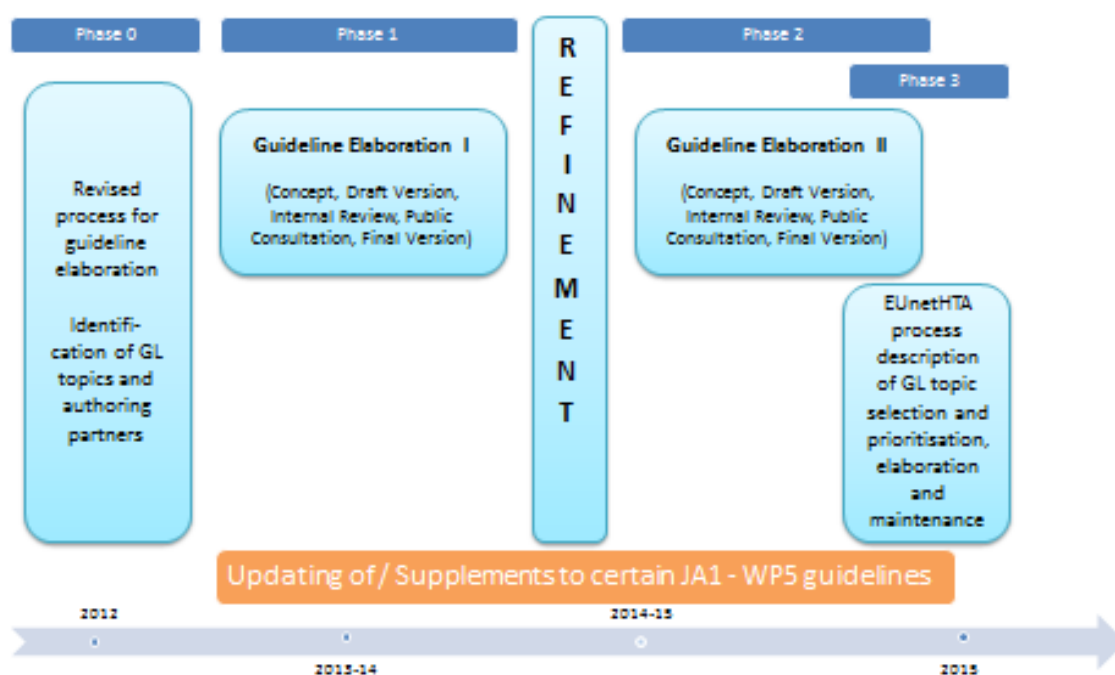 Phase 0
Phase 1
Phase 2
Phase 3
Revised
process for
guideline
elaboration
Identifi-
cation of GL
topics and
authoring
partners
Guideline Elaboration I
(Concept, Draft Version,
Internal Review, Public
Consultation, Final Version)
R
E
F
I
N
E
M
E
N
T
Guideline Elaboration II
(Concept, Draft Version,
Internal Review, Public
Consultation, Final Version)
EUnetHTA
process
description
of GL topic
selection and
prioritisation,
elaboration
and
maintenance
Updating of / Supplements to certain JA1 - WP5 guidelines
2012
2013-14
2014-15
2015